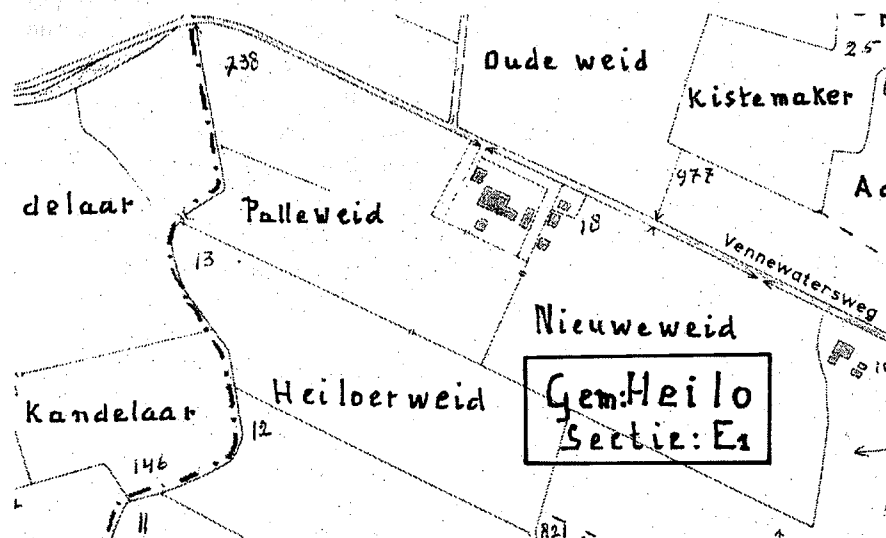 238
Oude weid
25
Kistemaker
977
delaar
Palleweid
18
13
Vennewatersweg
Nieuweweid
Heiloerweid
Gem: Heilo
Sectie: E1
Kandelaar
12
146
11
821